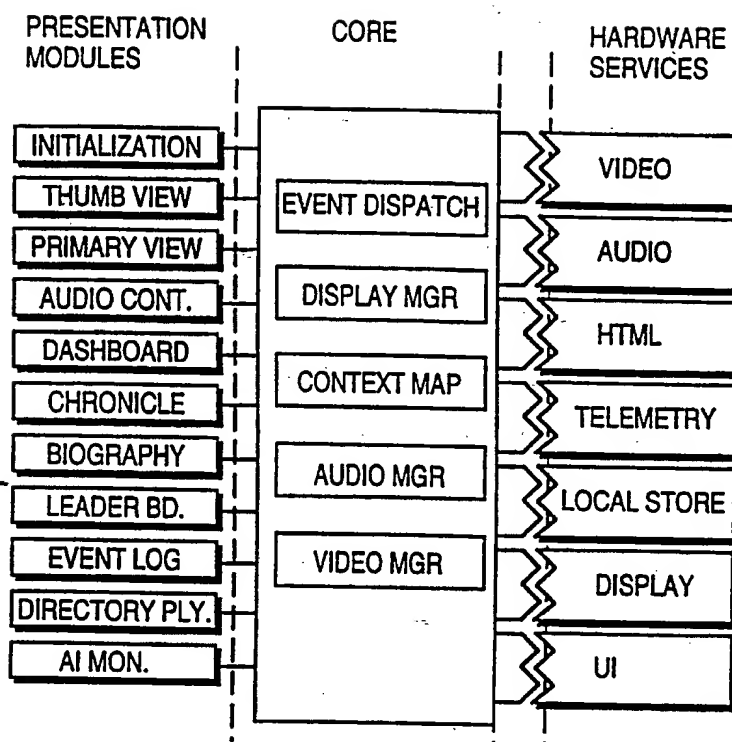 PRESENTATION
MODULES
CORE
HARDWARE
SERVICES
INITIALIZATION
THUMB VIEW
PRIMARY VIEW
AUDIO CONT.
DASHBOARD
CHRONICLE
BIOGRAPHY
LEADER BD.
EVENT LOG
DIRECTORY PLY.
AI MON.
EVENT DISPATCH
DISPLAY MGR
CONTEXT MAP
AUDIO MGR
VIDEO MGR
VIDEO
AUDIO
HTML
TELEMETRY
LOCAL STORE
DISPLAY
UI